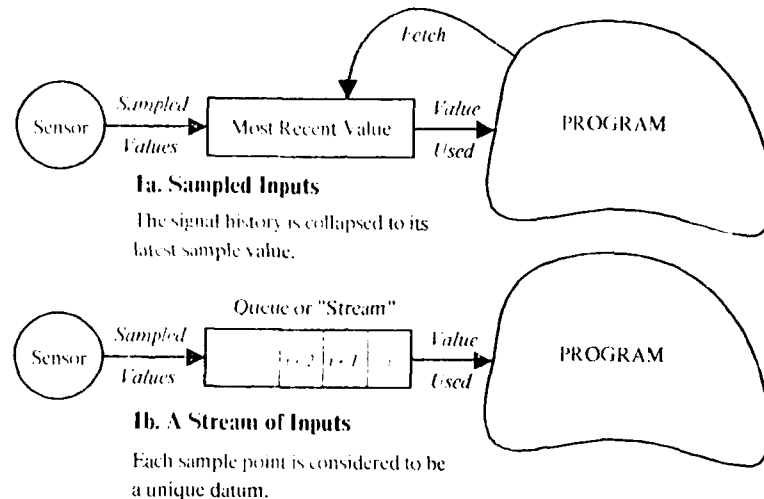 Fetch
Sensor
Sampled
Values
Most Recent Value
Value
Used
PROGRAM
1a. Sampled Inputs
The signal history is collapsed to its
latest sample value.
Queue or "Stream"
Sensor
Sampled
Values
Value
Used
PROGRAM
1b. A Stream of Inputs
Each sample point is considered to be
a unique datum.